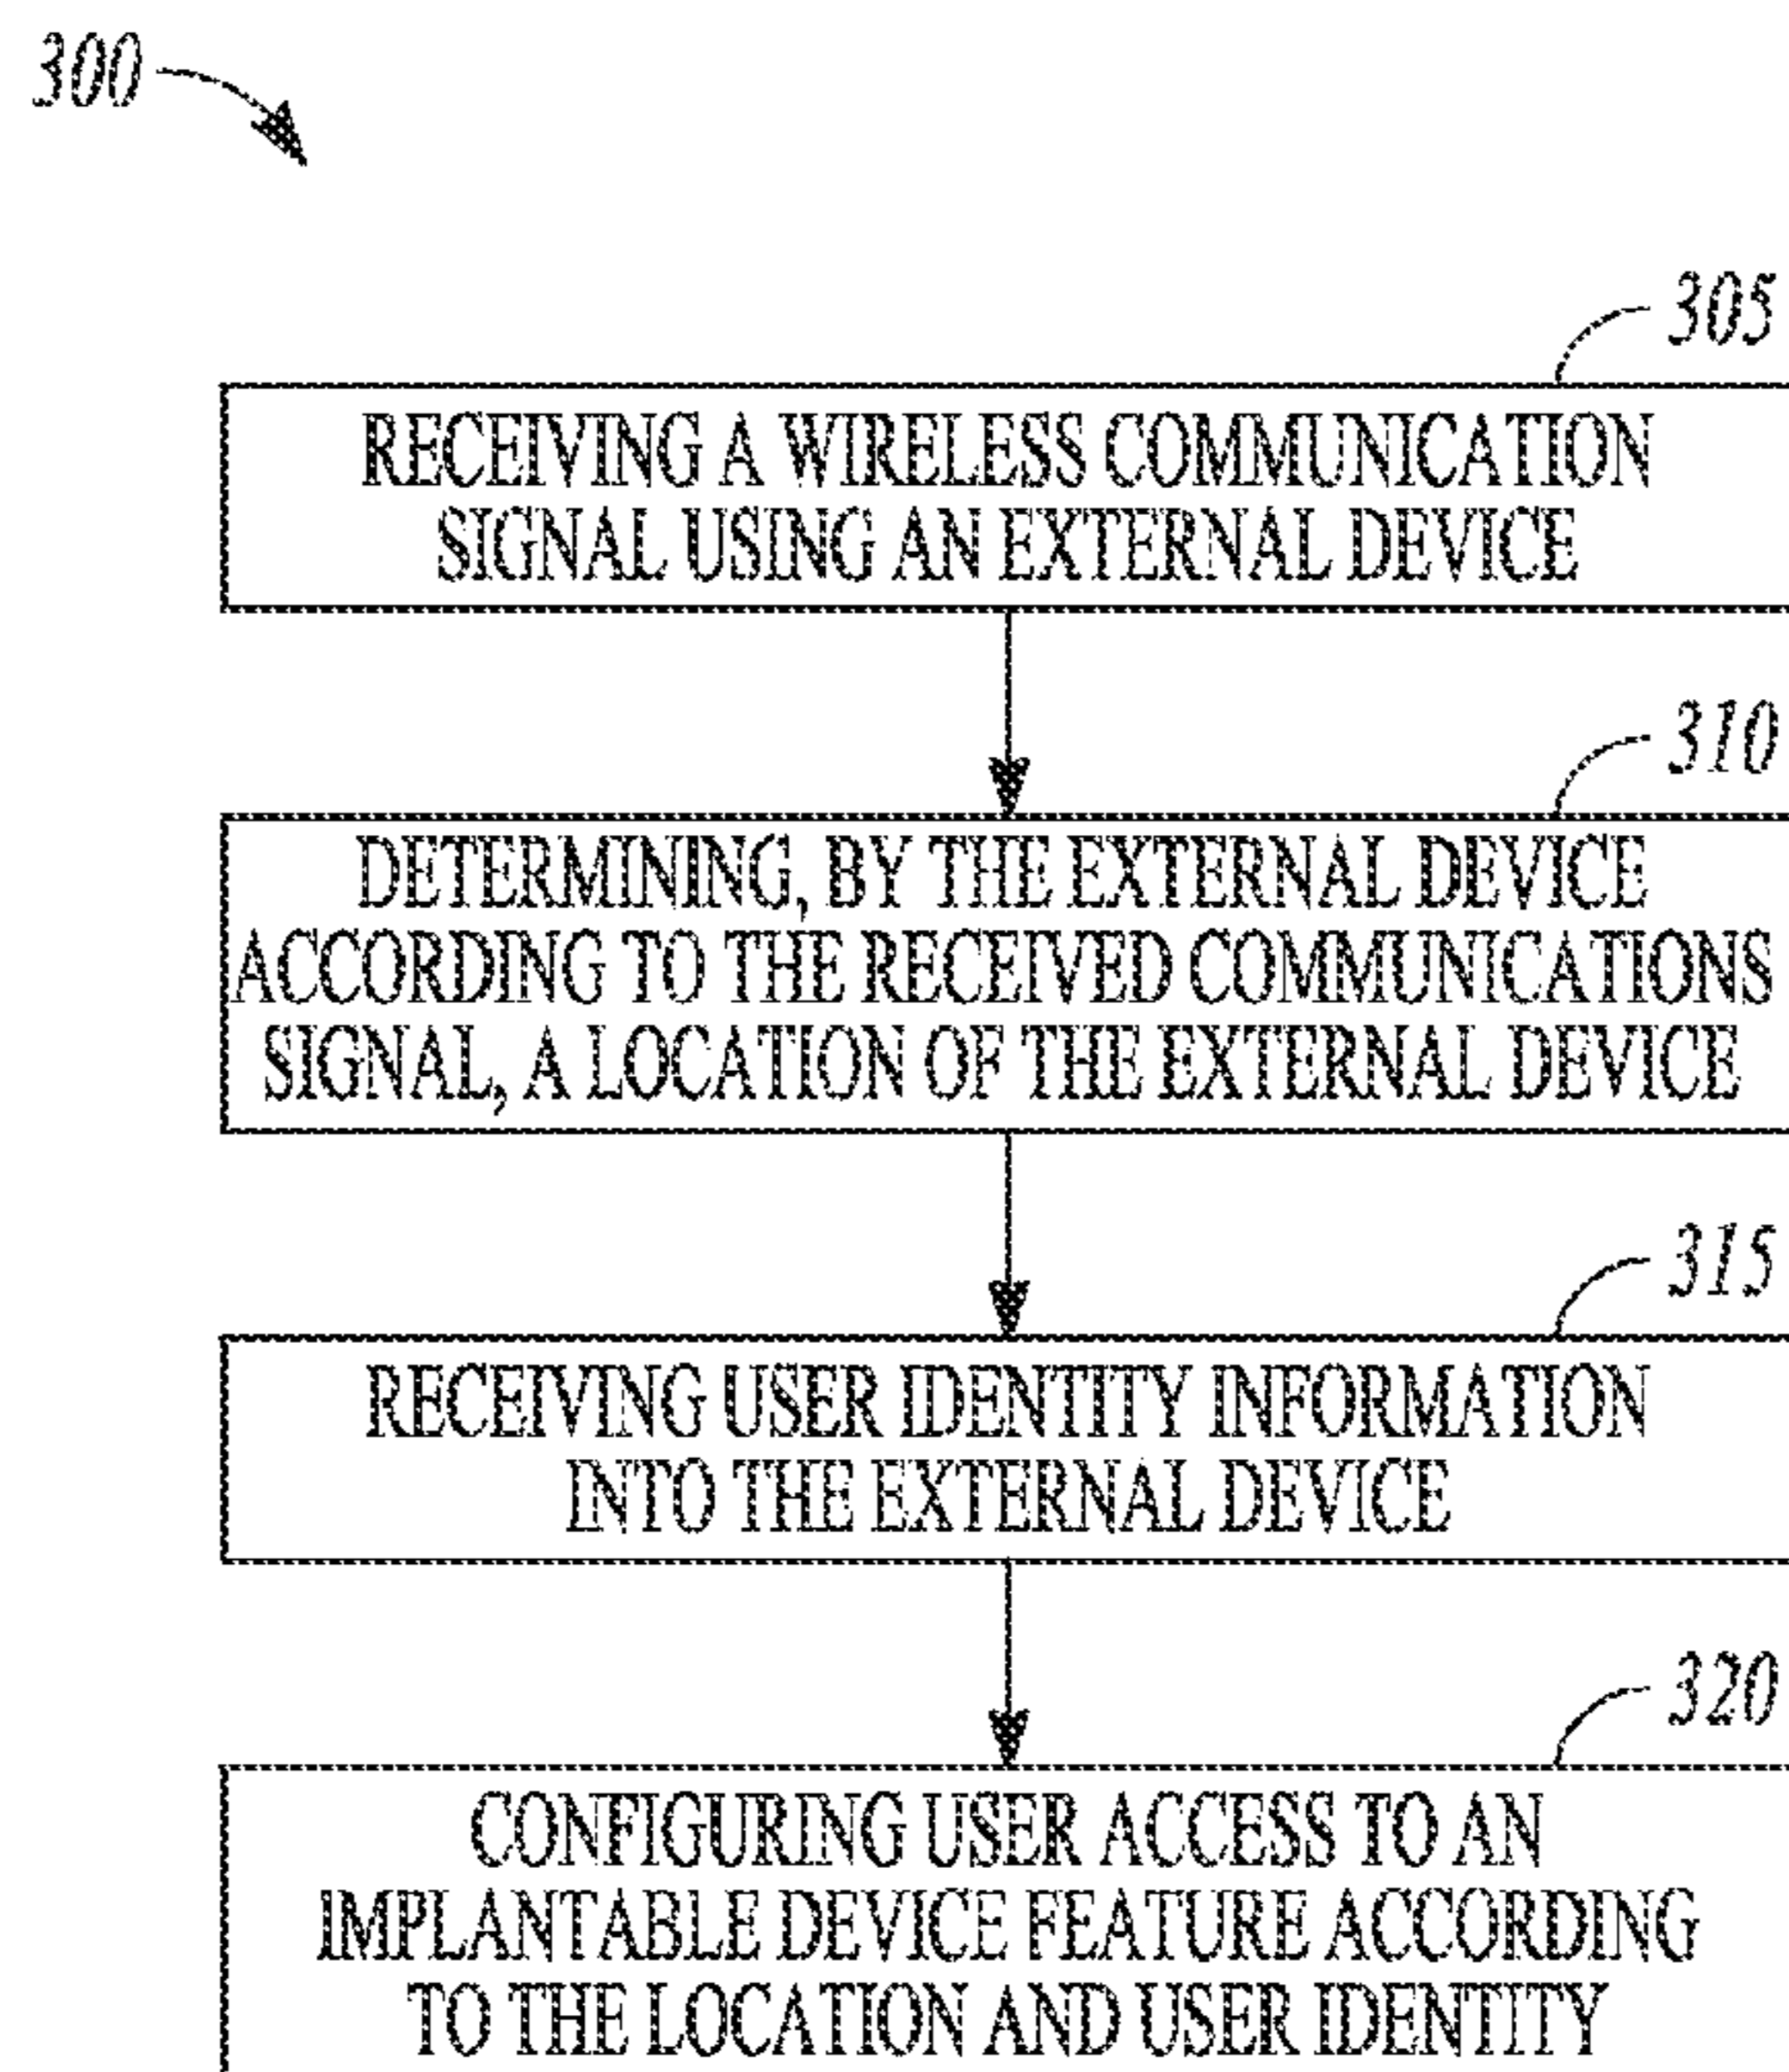 300
305
RECEIVING A WIRELESS COMMUNICATION
SIGNAL USING AN EXTERNAL DEVICE
310
DETERMINING, BY THE EXTERNAL DEVICE
ACCORDING TO THE RECEIVED COMMUNICATIONS
SIGNAL, A LOCATION OF THE EXTERNAL DEVICE
315
RECEIVING USER IDENTITY INFORMATION
INTO THE EXTERNAL DEVICE
320
CONFIGURING USER ACCESS TO AN
IMPLANTABLE DEVICE FEATURE ACCORDING
TO THE LOCATION AND USER IDENTITY